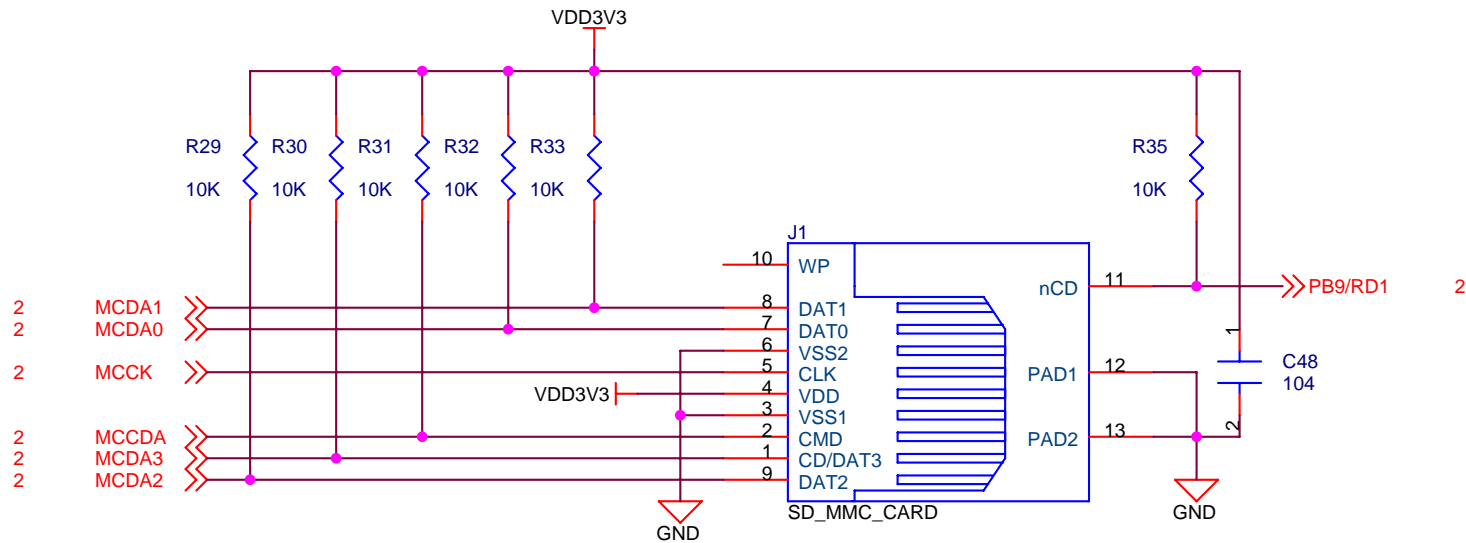 VDD3V3
R29 R30 R31 R32 R33 R35
10K 10K 10K 10K 10K 10K
J1
10 WP
nCD 11 PB9/RD1 2
2 MCDA1 8 DAT1
2 MCDA0 7 DAT0
6 VSS2
2 MCCK 5 CLK PAD1 12
1 C48
104
2
VDD3V3 4 VDD
3 VSS1
2 MCCDA 2 CMD PAD2 13
2 MCDA3 1 CD/DAT3
2 MCDA2 9 DAT2
SD_MMC_CARD
GND
GND